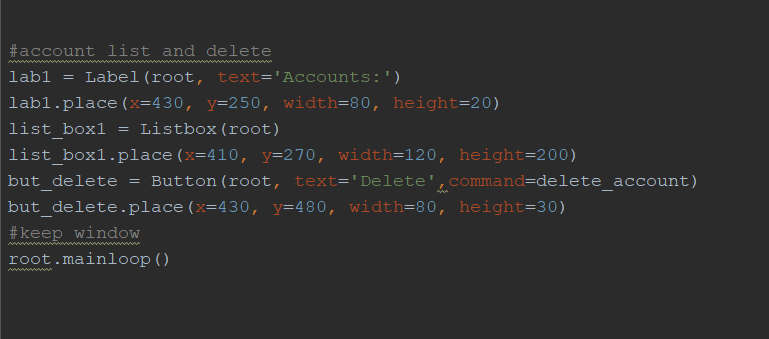 #account list and delete
lab1 = Label(root, text='Accounts:')
lab1.place(x=430, y=250, width=80, height=20)
list_box1 = Listbox(root)
list_box1.place(x=410, y=270, width=120, height=200)
but_delete = Button(root, text='Delete',command=delete_account)
but_delete.place(x=430, y=480, width=80, height=30)
#keep window
root.mainloop()